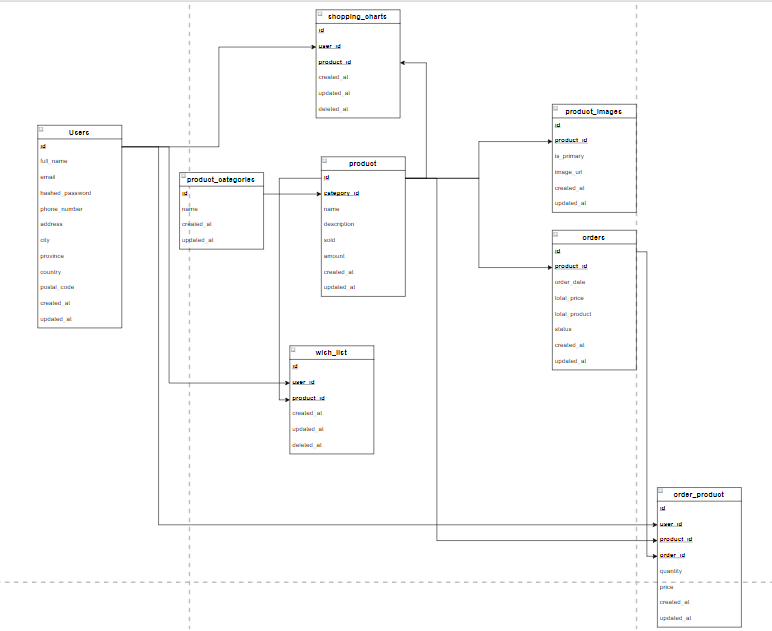 shopping_charts
id
user_id
product_id
created_at
updated_at
deleted_at
Users
id
full_name
email
hashed_password
phone_number
address
city
province
country
postal_code
created_at
updated_at
product_categories
id
name
created_at
updated_at
product
id
category_id
name
description
sold
amount
created_at
updated_at
product_images
id
product_id
is_primary
image_url
created_at
updated_at
orders
id
product_id
order_date
total_price
total_product
status
created_at
updated_at
wish_list
id
user_id
product_id
created_at
updated_at
deleted_at
order_product
id
user_id
product_id
order_id
quantity
price
created_at
updated_at